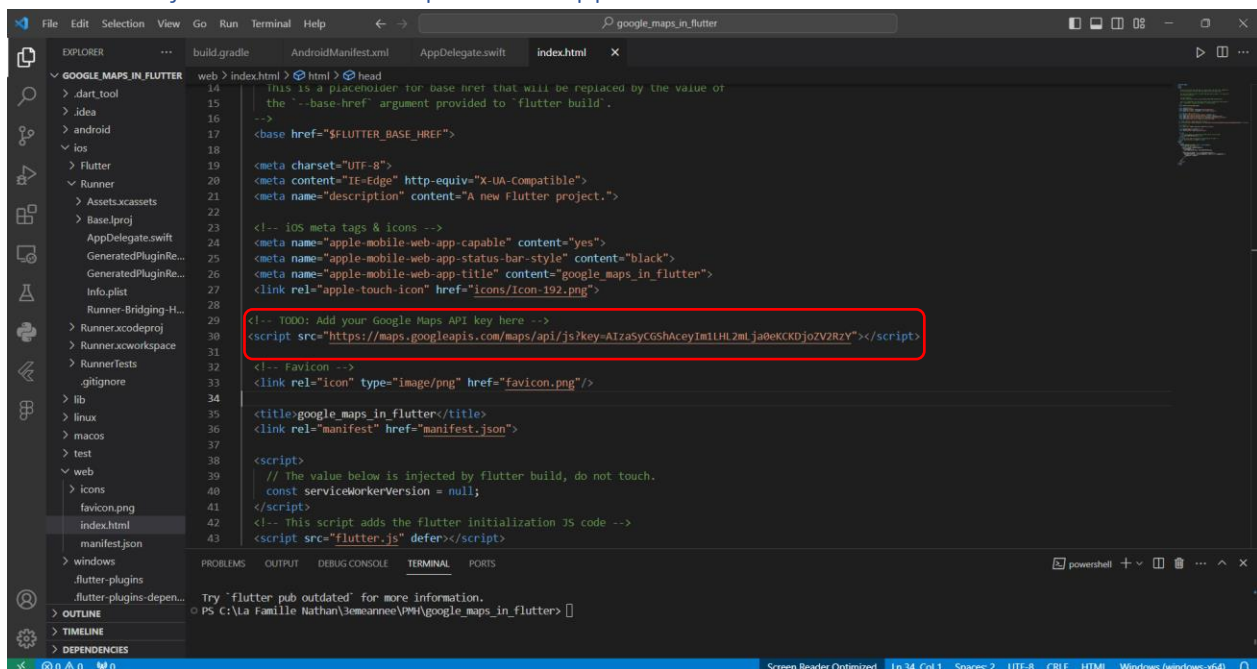 File Edit Selection View Go Run Terminal Help
google_maps_in_flutter
EXPLORER
build.gradle AndroidManifest.xml AppDelegate.swift index.html
GOOGLE_MAPS_IN_FLUTTER
.dart_tool
.idea
android
ios
Flutter
Runner
Assets.xcassets
Base.lproj
AppDelegate.swift
GeneratedPluginRe...
GeneratedPluginRe...
Info.plist
Runner-Bridging-H...
Runner.xcodeproj
Runner.xcworkspace
RunnerTests
.gitignore
lib
linux
macos
test
web
icons
favicon.png
index.html
manifest.json
windows
.flutter-plugins
.flutter-plugins-depen...
OUTLINE
TIMELINE
DEPENDENCIES
web > index.html > html > head
14 This is a placeholder for base href that will be replaced by the value of
15 the `--base-href` argument provided to `flutter build`.
16 -->
17 <base href="$FLUTTER_BASE_HREF">
18
19 <meta charset="UTF-8">
20 <meta content="IE=Edge" http-equiv="X-UA-Compatible">
21 <meta name="description" content="A new Flutter project.">
22
23 <!-- iOS meta tags & icons -->
24 <meta name="apple-mobile-web-app-capable" content="yes">
25 <meta name="apple-mobile-web-app-status-bar-style" content="black">
26 <meta name="apple-mobile-web-app-title" content="google_maps_in_flutter">
27 <link rel="apple-touch-icon" href="icons/Icon-192.png">
28
29 <!-- TODO: Add your Google Maps API key here -->
30 <script src="https://maps.googleapis.com/maps/api/js?key=AIzaSyCGShAceyIm1LHL2mLja0eKCKDjoZV2RzY"></script>
31
32 <!-- Favicon -->
33 <link rel="icon" type="image/png" href="favicon.png"/>
34
35 <title>google_maps_in_flutter</title>
36 <link rel="manifest" href="manifest.json">
37
38 <script>
39 // The value below is injected by flutter build, do not touch.
40 const serviceWorkerVersion = null;
41 </script>
42 <!-- This script adds the flutter initialization JS code -->
43 <script src="flutter.js" defer></script>
PROBLEMS OUTPUT DEBUG CONSOLE TERMINAL PORTS
powershell
Try `flutter pub outdated` for more information.
PS C:\La Famille Nathan\3emeannee\PMH\google_maps_in_flutter>
0 0 0 Screen Reader Optimized Ln 34, Col 1 Spaces: 2 UTF-8 CRLF HTML Windows (windows-x64)